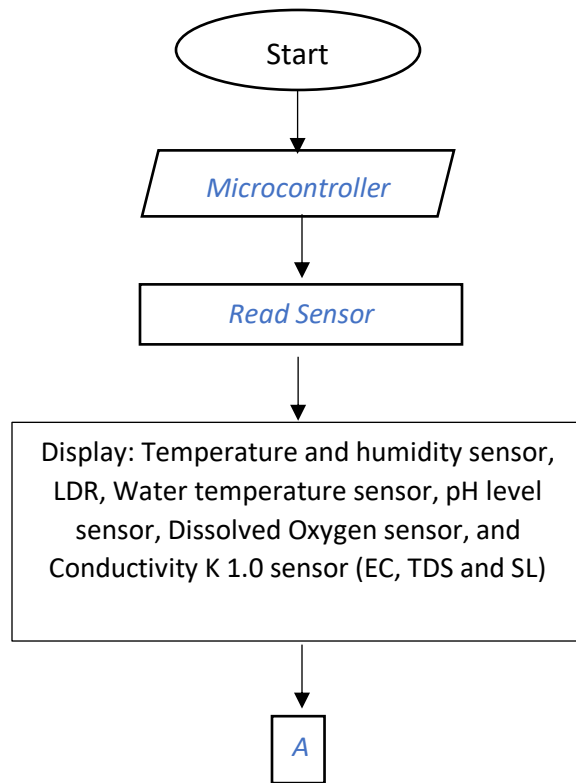 Start
Microcontroller
Read Sensor
Display: Temperature and humidity sensor,
LDR, Water temperature sensor, pH level
sensor, Dissolved Oxygen sensor, and
Conductivity K 1.0 sensor (EC, TDS and SL)
A